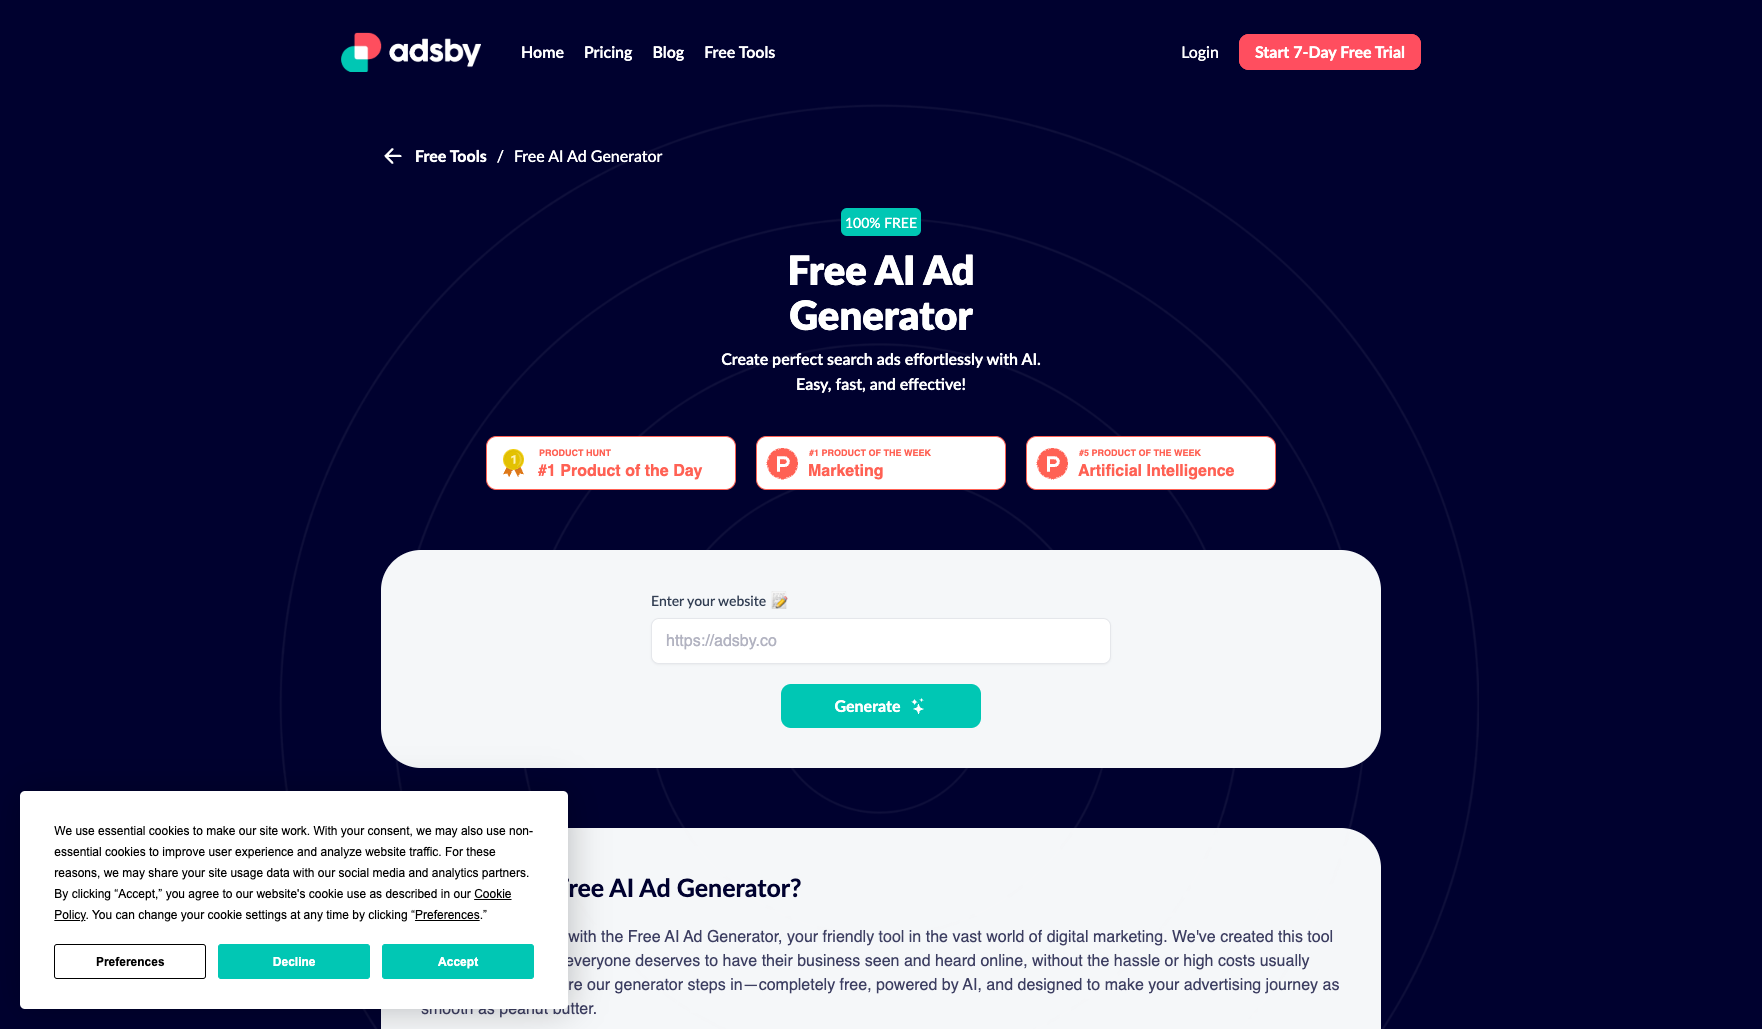 adsby
Home
Pricing
Blog
Free Tools
Login
Start 7-Day Free Trial
Free Tools / Free AI Ad Generator
100% FREE
Free AI Ad
Generator
Create perfect search ads effortlessly with AI.
Easy, fast, and effective!
1
PRODUCT HUNT
#1 Product of the Day
P
#1 PRODUCT OF THE WEEK
Marketing
P
#5 PRODUCT OF THE WEEK
Artificial Intelligence
Enter your website
https://adsby.co
Generate
We use essential cookies to make our site work. With your consent, we may also use non-
essential cookies to improve user experience and analyze website traffic. For these
reasons, we may share your site usage data with our social media and analytics partners.
By clicking “Accept,” you agree to our website's cookie use as described in our Cookie
Policy. You can change your cookie settings at any time by clicking “Preferences.”
Preferences
Decline
Accept
Free AI Ad Generator?
with the Free AI Ad Generator, your friendly tool in the vast world of digital marketing. We've created this tool
everyone deserves to have their business seen and heard online, without the hassle or high costs usually
our generator steps in—completely free, powered by AI, and designed to make your advertising journey as
smooth as peanut butter.